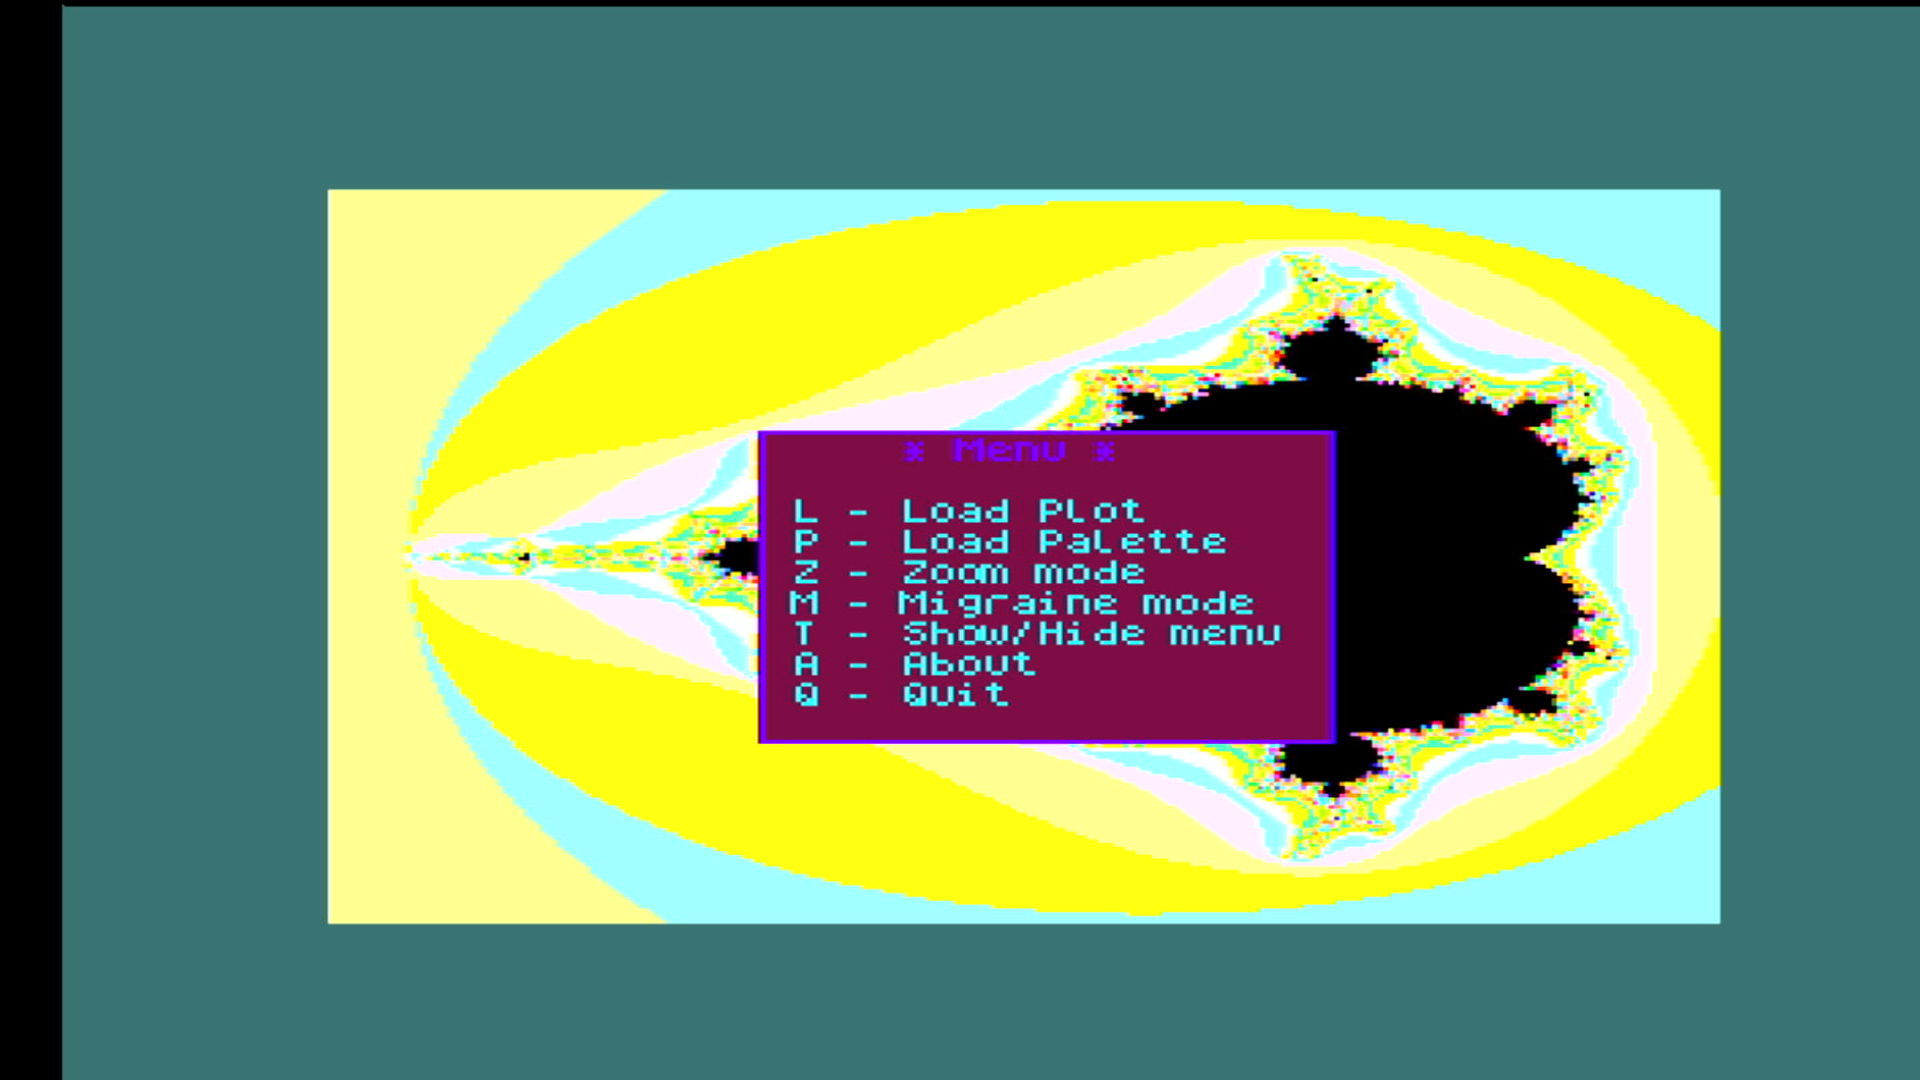 * Menu *
L - Load Plot
P - Load Palette
Z - Zoom mode
M - Migraine mode
T - Show/Hide menu
A - About
Q - Quit